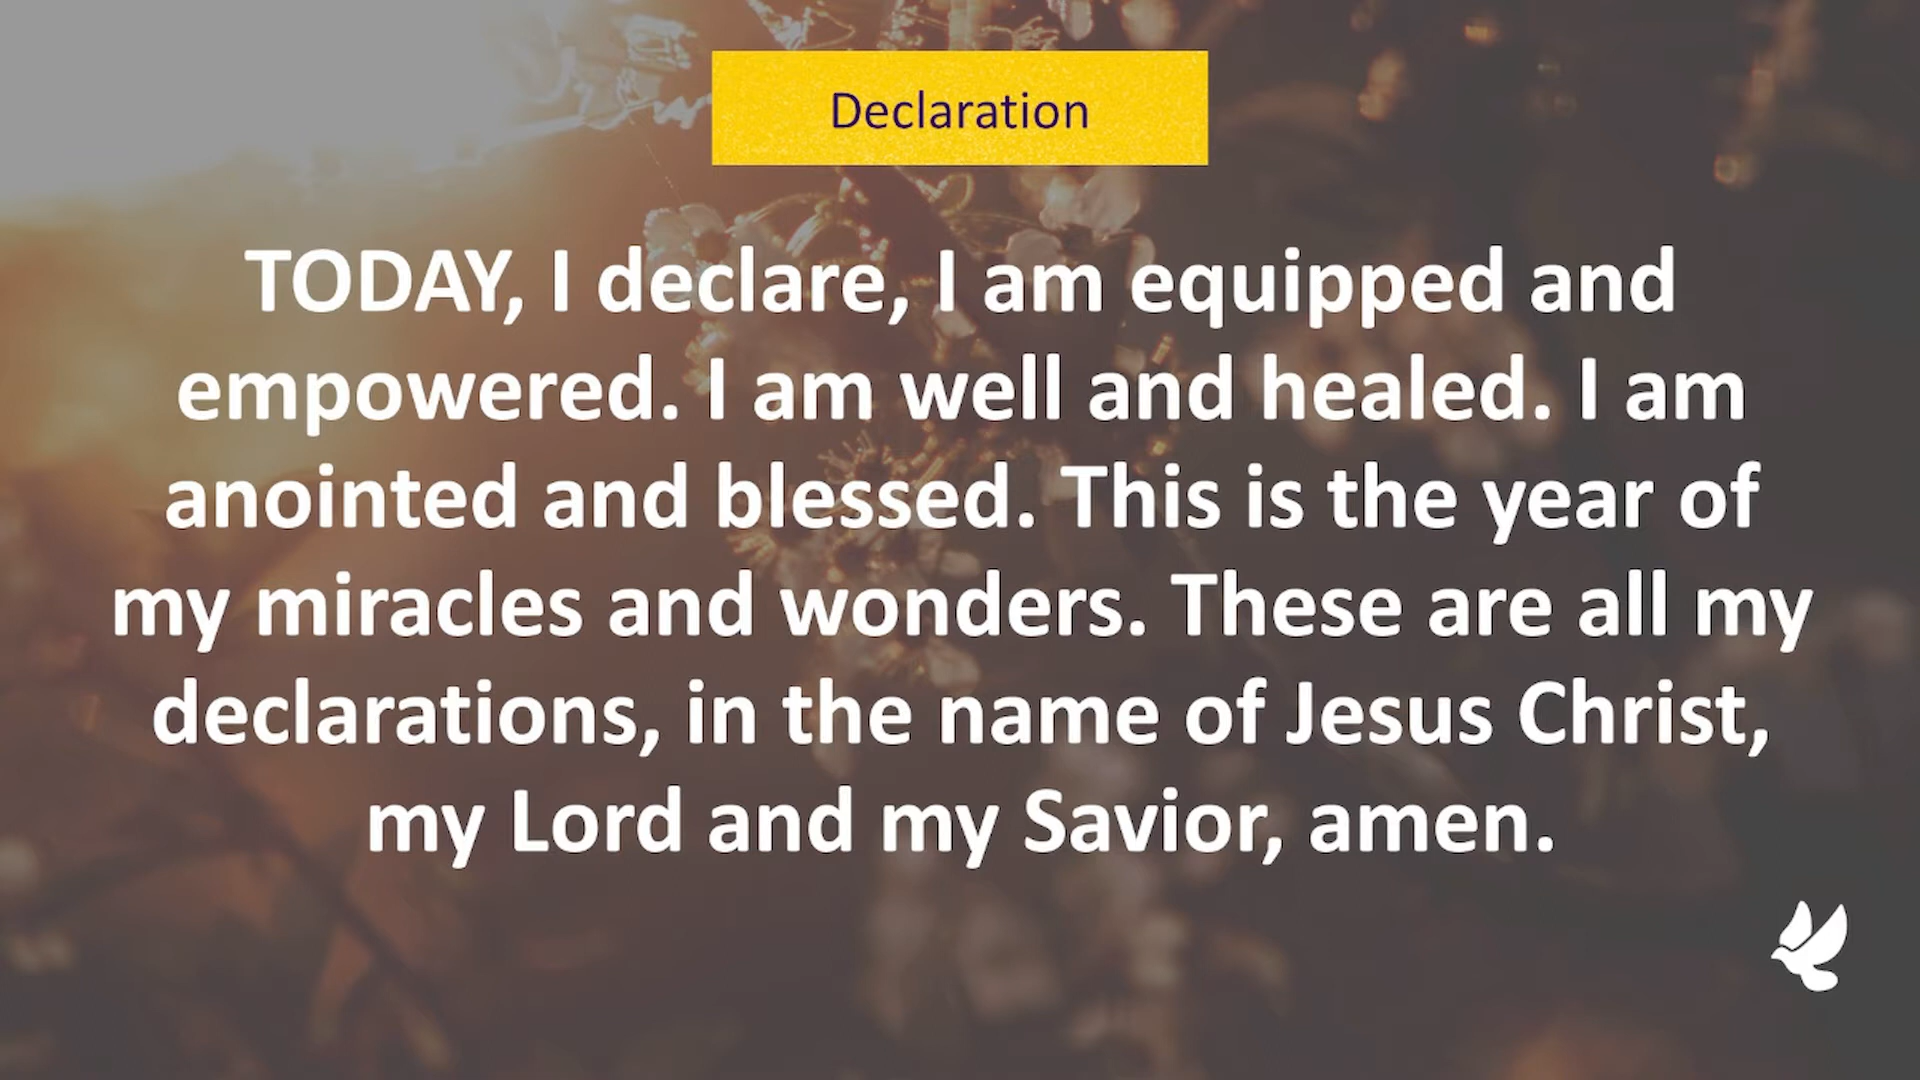 Declaration
TODAY, I declare, I am equipped and
empowered. I am well and healed. I am
anointed and blessed. This is the year of
my miracles and wonders. These are all my
declarations, in the name of Jesus Christ,
my Lord and my Savior, amen.